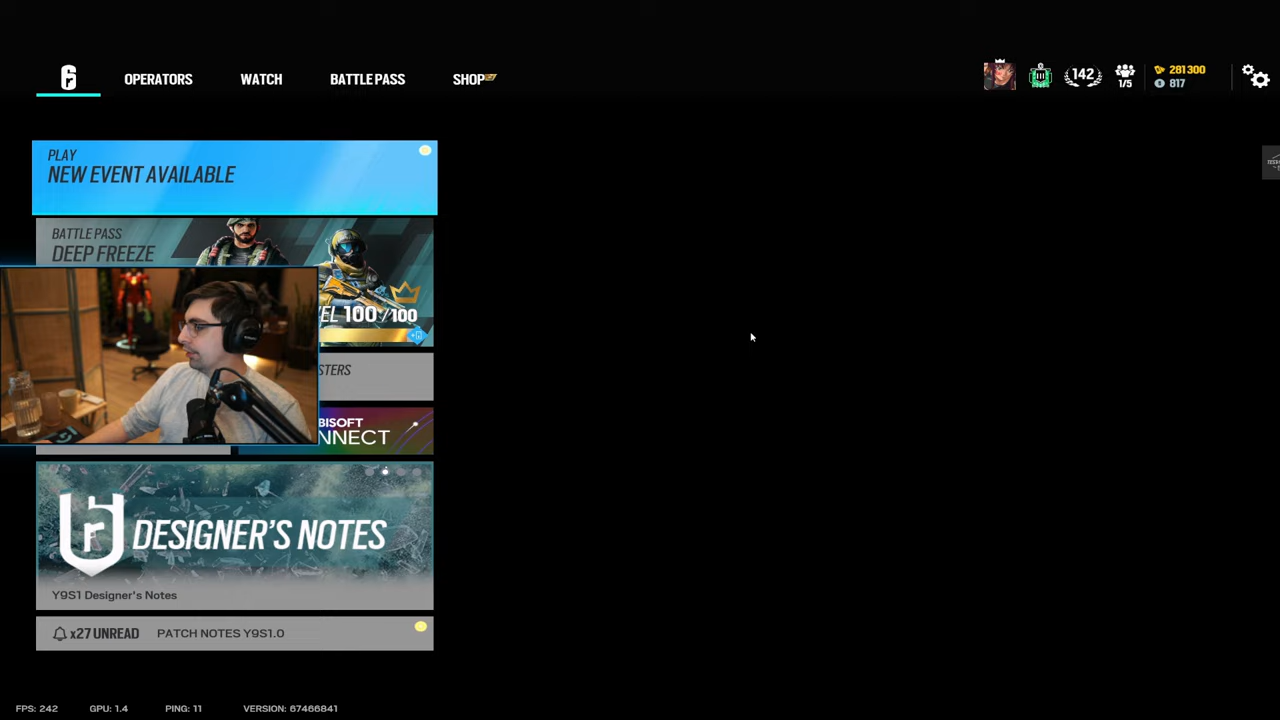 OPERATORS
WATCH
BATTLE PASS
SHOP
142
1/5
281300
817
PLAY
NEW EVENT AVAILABLE
BATTLE PASS
DEEP FREEZE
EL 100/100
STERS
BISOFT
NNECT
DESIGNER'S NOTES
Y9S1 Designer's Notes
x27 UNREAD PATCH NOTES Y9S1.0
FPS: 242 GPU: 1.4 PING: 11 VERSION: 67466841